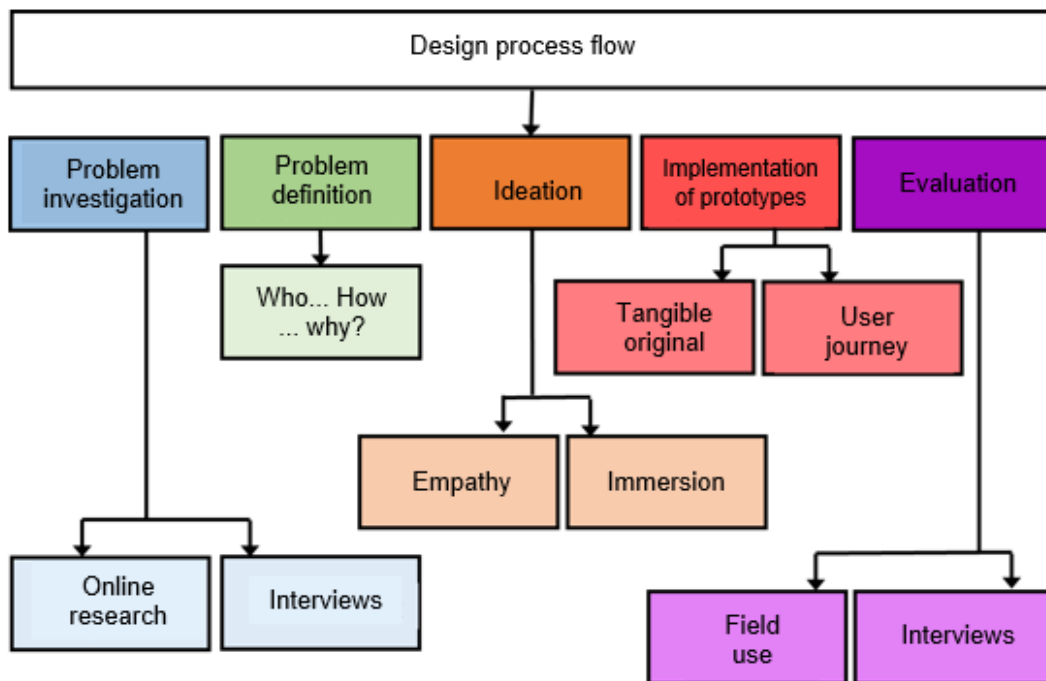 Design process flow
Problem
investigation
Problem
definition
Ideation
Implementation
of prototypes
Evaluation
Who... How
... why?
Tangible
original
User
journey
Empathy
Immersion
Online
research
Interviews
Field
use
Interviews